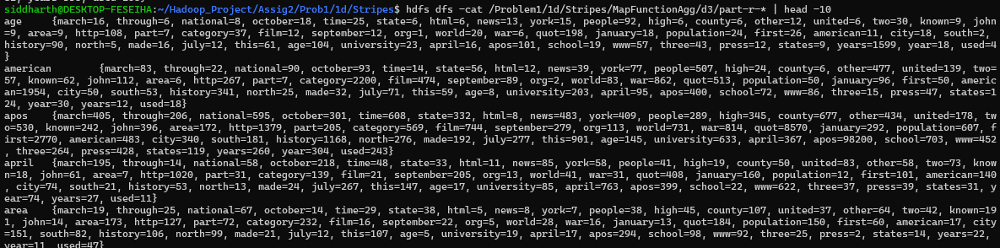 siddharth@DESKTOP-FESEIHA:~/Hadoop_Project/Assig2/Prob1/1d/Stripes$ hdfs dfs -cat /Problem1/1d/Stripes/MapFunctionAgg/d3/part-r-* | head -10
age     {march=16, through=6, national=8, october=18, time=25, state=6, html=6, news=13, york=15, people=92, high=6, county=6, other=12, united=6, two=30, known=9, john
=9, area=9, http=108, part=7, category=37, film=12, september=12, org=1, world=20, war=6, quot=198, january=18, population=24, first=26, american=11, city=18, south=2,
history=90, north=5, made=16, july=12, this=61, age=104, university=23, april=16, apos=101, school=19, www=57, three=43, press=12, states=9, years=1599, year=18, used=4
}
american        {march=83, through=22, national=90, october=93, time=14, state=56, html=12, news=39, york=77, people=507, high=24, county=6, other=477, united=139, two=
57, known=62, john=112, area=6, http=267, part=7, category=2200, film=474, september=89, org=2, world=83, war=862, quot=513, population=50, january=96, first=50, americ
an=1954, city=50, south=53, history=341, north=25, made=32, july=71, this=59, age=8, university=203, april=95, apos=400, school=72, www=86, three=15, press=47, states=1
24, year=30, years=12, used=18}
apos    {march=405, through=206, national=595, october=301, time=608, state=332, html=8, news=483, york=409, people=289, high=345, county=677, other=434, united=178, tw
o=530, known=242, john=396, area=172, http=1379, part=205, category=569, film=744, september=279, org=113, world=731, war=814, quot=8570, january=292, population=607, f
irst=2770, american=483, city=340, south=181, history=1168, north=276, made=192, july=277, this=901, age=145, university=633, april=367, apos=98200, school=703, www=452
, three=264, press=428, states=119, years=260, year=304, used=243}
april   {march=195, through=14, national=58, october=218, time=48, state=33, html=11, news=85, york=58, people=41, high=19, county=50, united=83, other=58, two=73, know
n=18, john=61, area=7, http=1020, part=31, category=139, film=21, september=205, org=13, world=41, war=31, quot=408, january=160, population=12, first=101, american=140
, city=74, south=21, history=53, north=13, made=24, july=267, this=147, age=17, university=85, april=763, apos=399, school=22, www=622, three=37, press=39, states=31, y
ear=74, years=27, used=11}
area    {march=19, through=25, national=67, october=14, time=29, state=38, html=5, news=8, york=7, people=38, high=45, county=107, united=37, other=64, two=42, known=19
1, john=14, area=173, http=127, part=72, category=232, film=16, september=22, org=5, world=28, war=16, january=13, quot=184, population=150, first=60, american=17, city
=151, south=82, history=106, north=99, made=21, july=12, this=107, age=5, university=19, april=17, apos=294, school=98, www=92, three=25, press=2, states=14, years=22,
year=11, used=47}